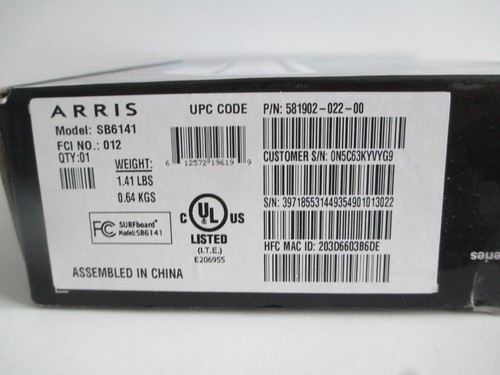 ARRIS
Model: SB6141
FCI NO.: 012
QTY:01
WEIGHT:
1.41 LBS
0.64 KGS
FC SURFboard®
Model:SB6141
ASSEMBLED IN CHINA
UPC CODE
6 12572 19619 9
C UL US
®
LISTED
(I.T.E.)
E206955
P/N: 581902-022-00
CUSTOMER S/N: 0N5C63KYVYG9
S/N: 397185531449354901013022
HFC MAC ID: 203D6603B6DE
series